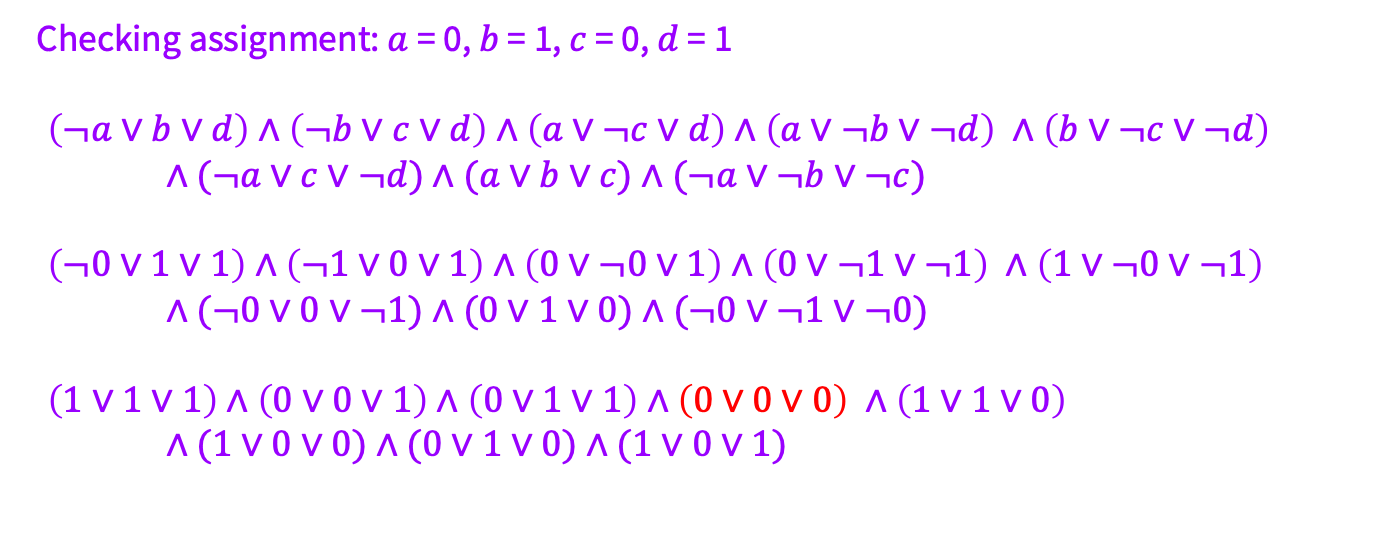 Checking assignment: a = 0, b = 1, c = 0, d = 1
(¬a ∨ b ∨ d) ∧ (¬b ∨ c ∨ d) ∧ (a ∨ ¬c ∨ d) ∧ (a ∨ ¬b ∨ ¬d) ∧ (b ∨ ¬c ∨ ¬d)
∧ (¬a ∨ c ∨ ¬d) ∧ (a ∨ b ∨ c) ∧ (¬a ∨ ¬b ∨ ¬c)
(¬0 ∨ 1 ∨ 1) ∧ (¬1 ∨ 0 ∨ 1) ∧ (0 ∨ ¬0 ∨ 1) ∧ (0 ∨ ¬1 ∨ ¬1) ∧ (1 ∨ ¬0 ∨ ¬1)
∧ (¬0 ∨ 0 ∨ ¬1) ∧ (0 ∨ 1 ∨ 0) ∧ (¬0 ∨ ¬1 ∨ ¬0)
(1 ∨ 1 ∨ 1) ∧ (0 ∨ 0 ∨ 1) ∧ (0 ∨ 1 ∨ 1) ∧ (0 ∨ 0 ∨ 0) ∧ (1 ∨ 1 ∨ 0)
∧ (1 ∨ 0 ∨ 0) ∧ (0 ∨ 1 ∨ 0) ∧ (1 ∨ 0 ∨ 1)